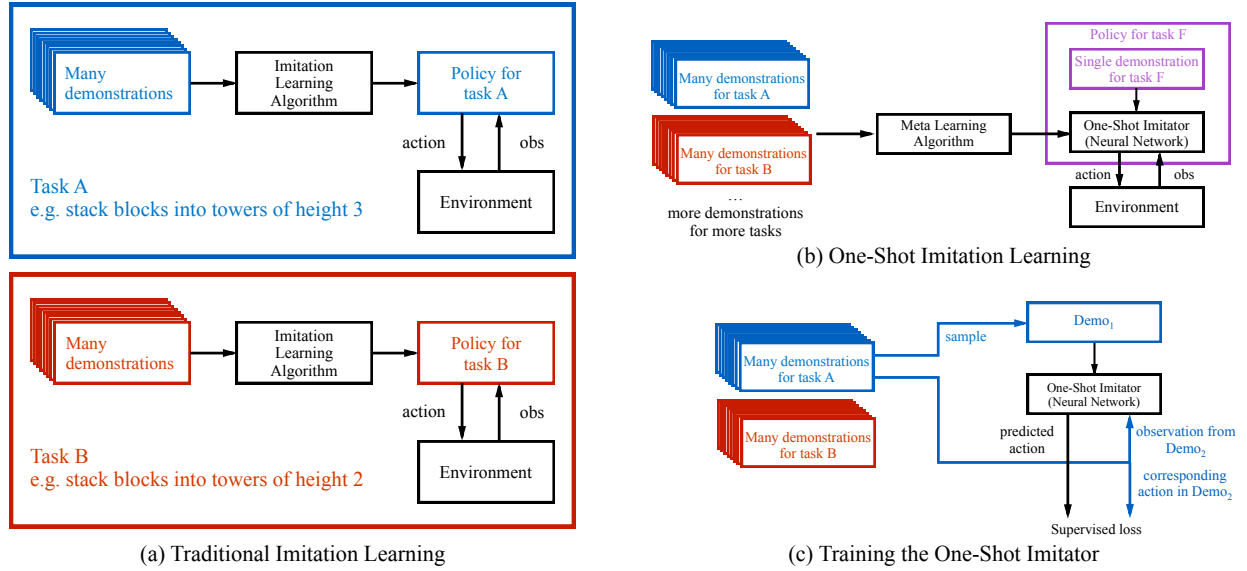 Many
demonstrations
Imitation
Learning
Algorithm
Policy for
task A
action
obs
Environment
Task A
e.g. stack blocks into towers of height 3
Many
demonstrations
Imitation
Learning
Algorithm
Policy for
task B
action
obs
Environment
Task B
e.g. stack blocks into towers of height 2
(a) Traditional Imitation Learning
Many demonstrations
for task A
Many demonstrations
for task B
…
more demonstrations
for more tasks
Meta Learning
Algorithm
Policy for task F
Single demonstration
for task F
One-Shot Imitator
(Neural Network)
action
obs
Environment
(b) One-Shot Imitation Learning
Many demonstrations
for task A
Many demonstrations
for task B
sample
Demo₁
One-Shot Imitator
(Neural Network)
predicted
action
observation from
Demo₂
corresponding
action in Demo₂
Supervised loss
(c) Training the One-Shot Imitator